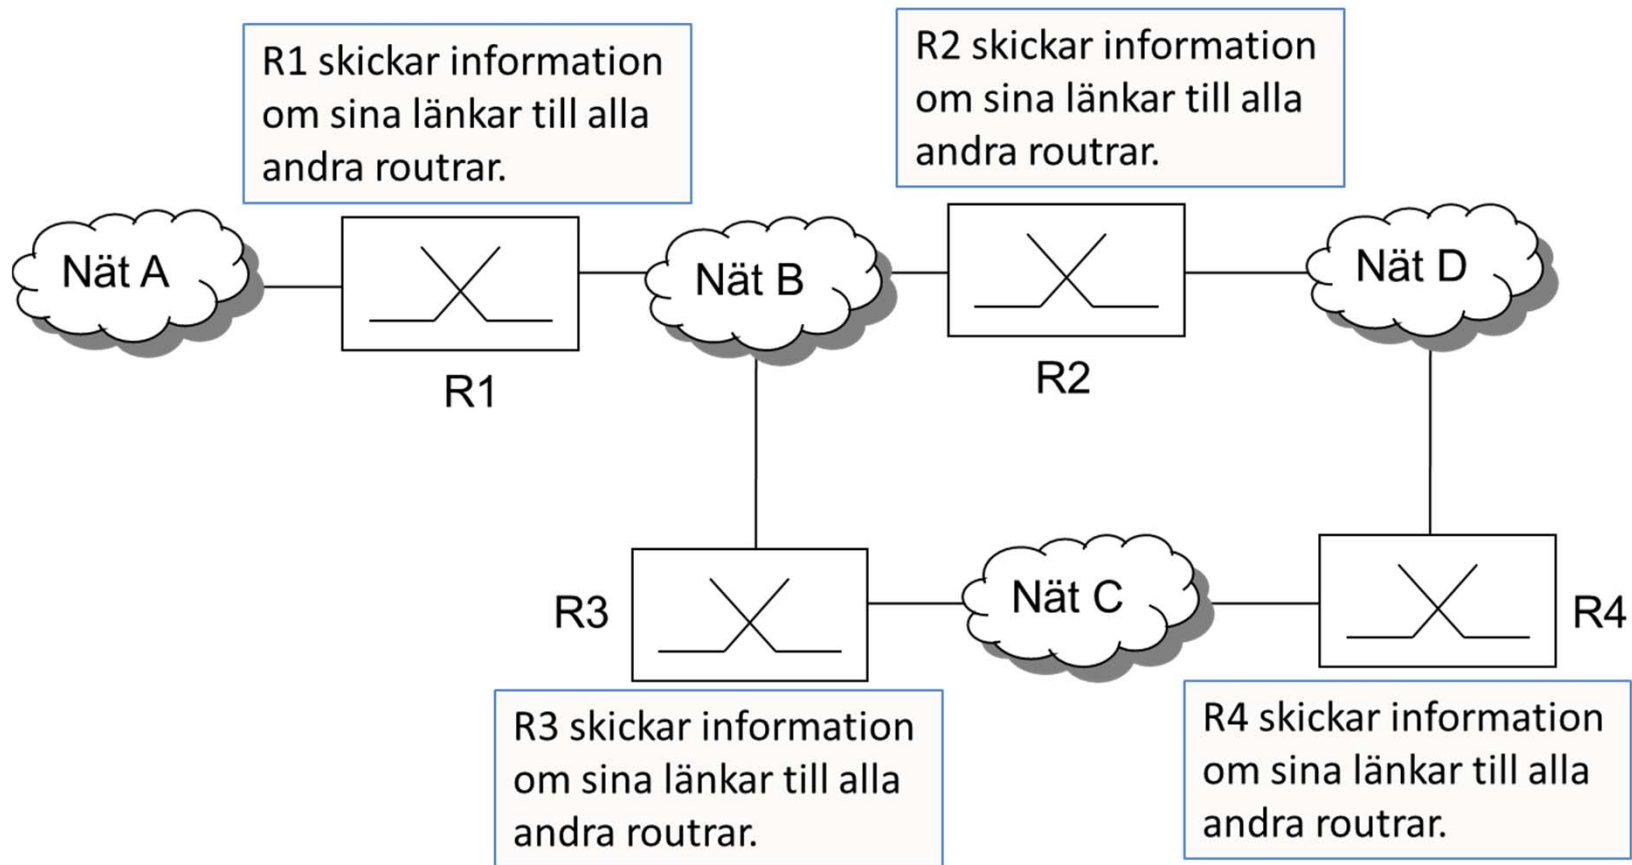 R1 skickar information
om sina länkar till alla
andra routrar.
R2 skickar information
om sina länkar till alla
andra routrar.
Nät A
Nät B
Nät D
R1
R2
R3
Nät C
R4
R3 skickar information
om sina länkar till alla
andra routrar.
R4 skickar information
om sina länkar till alla
andra routrar.